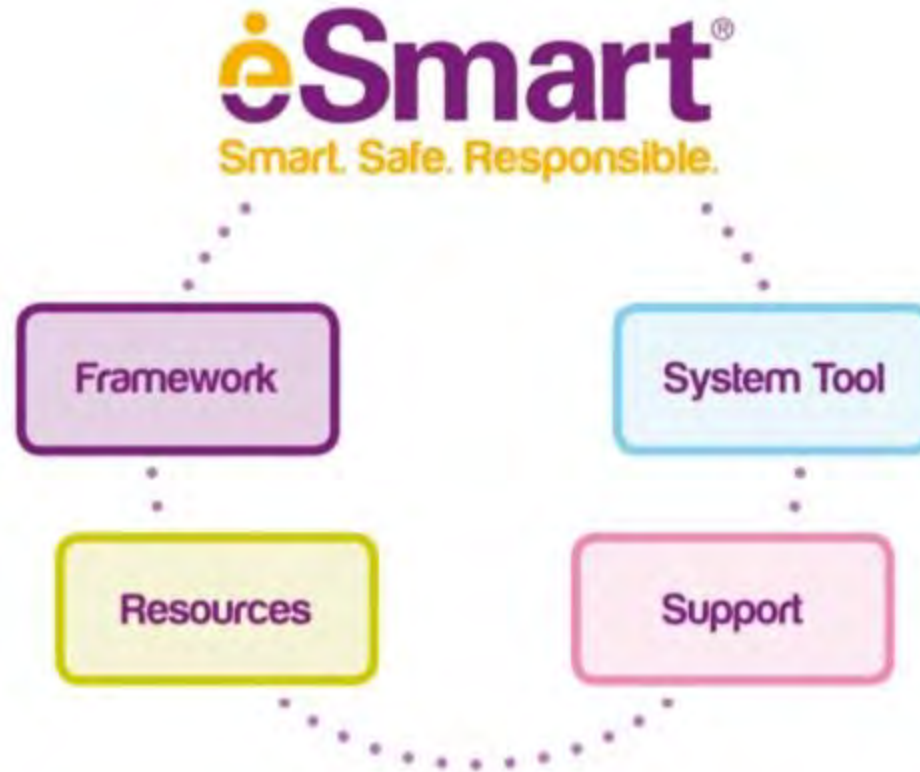 eSmart®
Smart. Safe. Responsible.
Framework
System Tool
Resources
Support